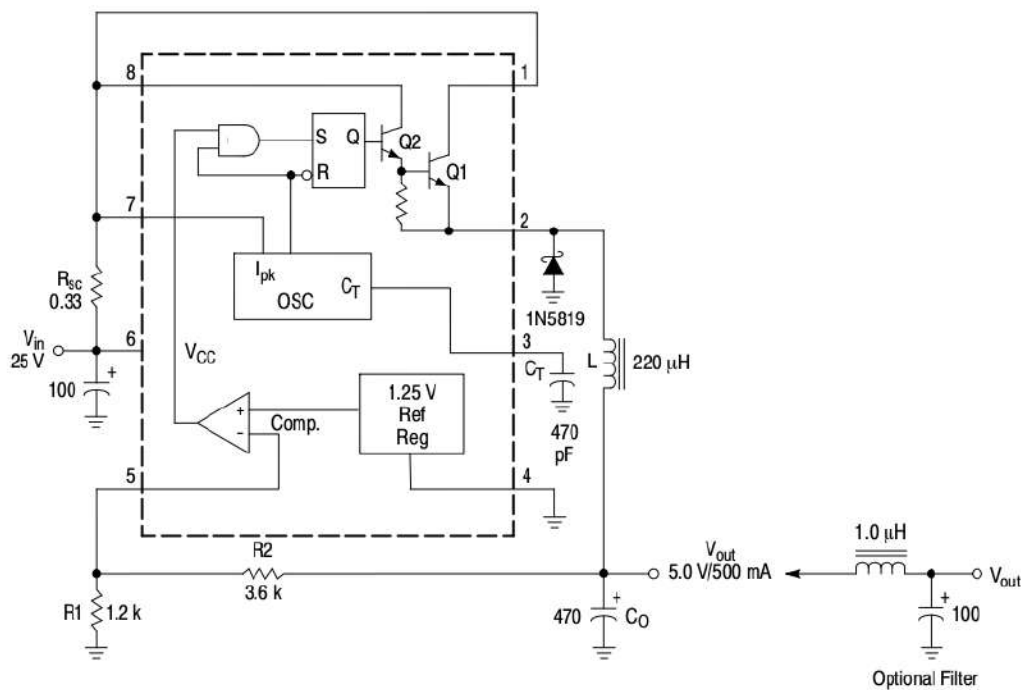 8
1
S
Q
Q2
R
Q1
7
2
Ipk
CT
OSC
Rsc
0.33
1N5819
Vin
25 V
6
VCC
3
CT
L
220 μH
100
+
1.25 V
Ref
Reg
+
Comp.
-
470
pF
5
4
R2
3.6 k
Vout
5.0 V/500 mA
1.0 μH
Vout
R1
1.2 k
470
+
CO
+
100
Optional Filter